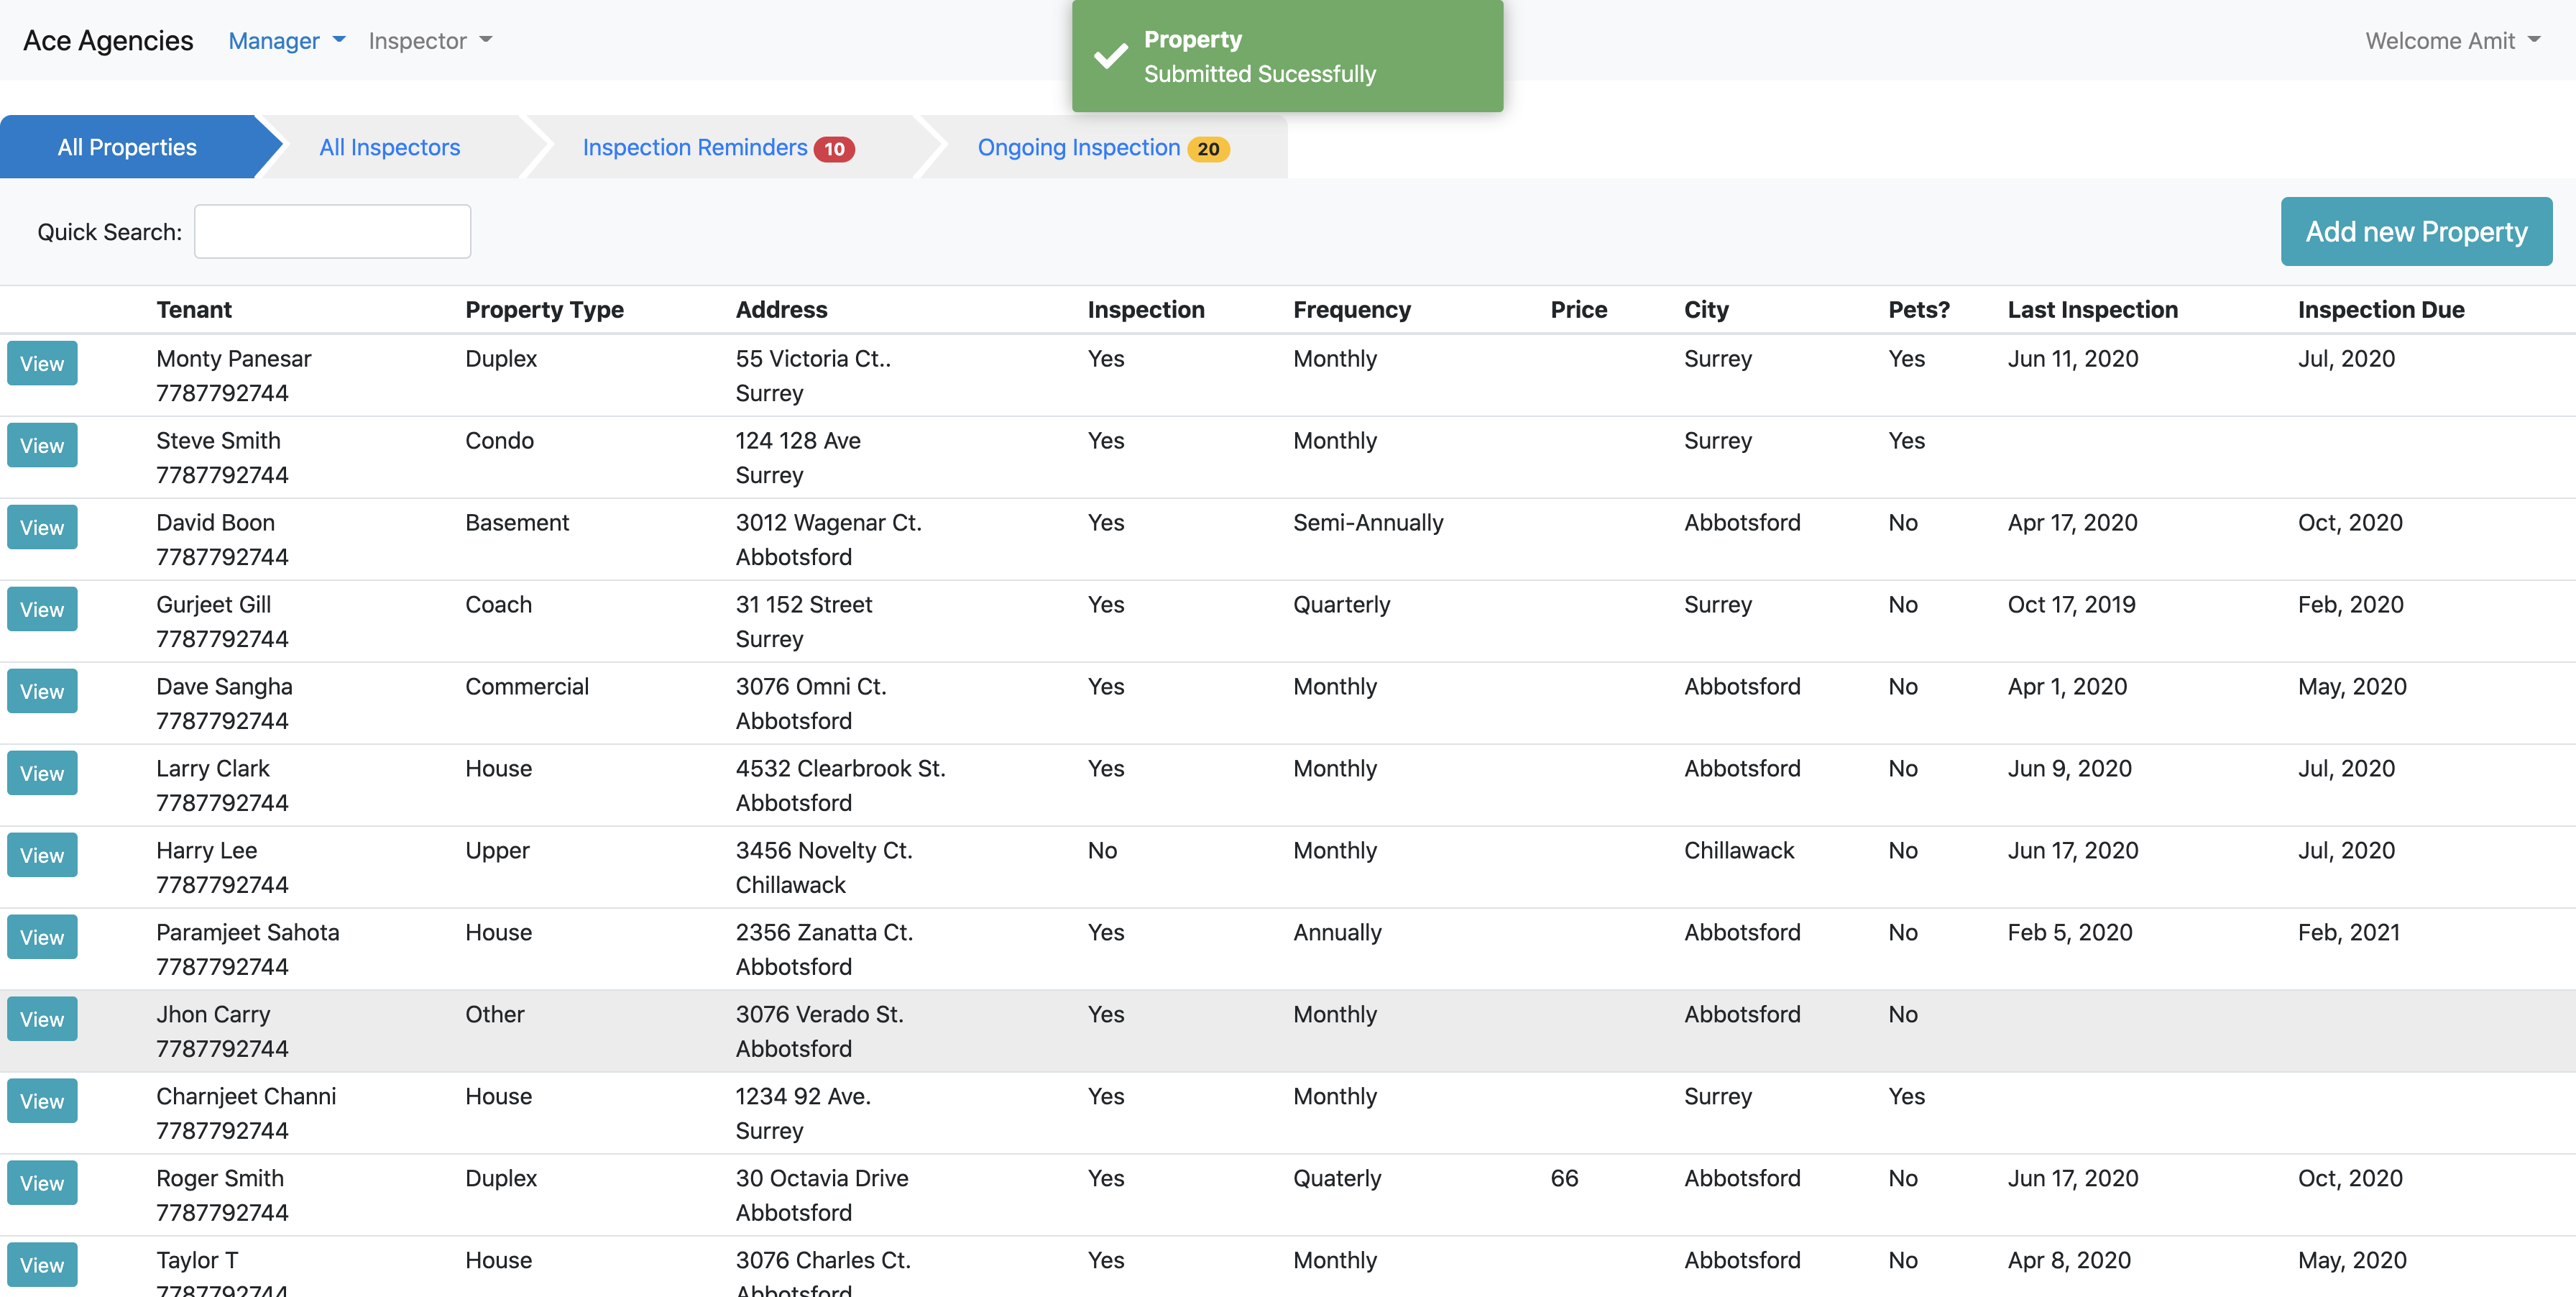 Ace Agencies Manager Inspector Welcome Amit
Property
Submitted Sucessfully
All Properties All Inspectors Inspection Reminders 10 Ongoing Inspection 20
Quick Search: Add new Property
Tenant Property Type Address Inspection Frequency Price City Pets? Last Inspection Inspection Due
View Monty Panesar Duplex 55 Victoria Ct.. Yes Monthly Surrey Yes Jun 11, 2020 Jul, 2020
7787792744 Surrey
View Steve Smith Condo 124 128 Ave Yes Monthly Surrey Yes
7787792744 Surrey
View David Boon Basement 3012 Wagenar Ct. Yes Semi-Annually Abbotsford No Apr 17, 2020 Oct, 2020
7787792744 Abbotsford
View Gurjeet Gill Coach 31 152 Street Yes Quarterly Surrey No Oct 17, 2019 Feb, 2020
7787792744 Surrey
View Dave Sangha Commercial 3076 Omni Ct. Yes Monthly Abbotsford No Apr 1, 2020 May, 2020
7787792744 Abbotsford
View Larry Clark House 4532 Clearbrook St. Yes Monthly Abbotsford No Jun 9, 2020 Jul, 2020
7787792744 Abbotsford
View Harry Lee Upper 3456 Novelty Ct. No Monthly Chillawack No Jun 17, 2020 Jul, 2020
7787792744 Chillawack
View Paramjeet Sahota House 2356 Zanatta Ct. Yes Annually Abbotsford No Feb 5, 2020 Feb, 2021
7787792744 Abbotsford
View Jhon Carry Other 3076 Verado St. Yes Monthly Abbotsford No
7787792744 Abbotsford
View Charnjeet Channi House 1234 92 Ave. Yes Monthly Surrey Yes
7787792744 Surrey
View Roger Smith Duplex 30 Octavia Drive Yes Quaterly 66 Abbotsford No Jun 17, 2020 Oct, 2020
7787792744 Abbotsford
View Taylor T House 3076 Charles Ct. Yes Monthly Abbotsford No Apr 8, 2020 May, 2020
7787792744 Abbotsford